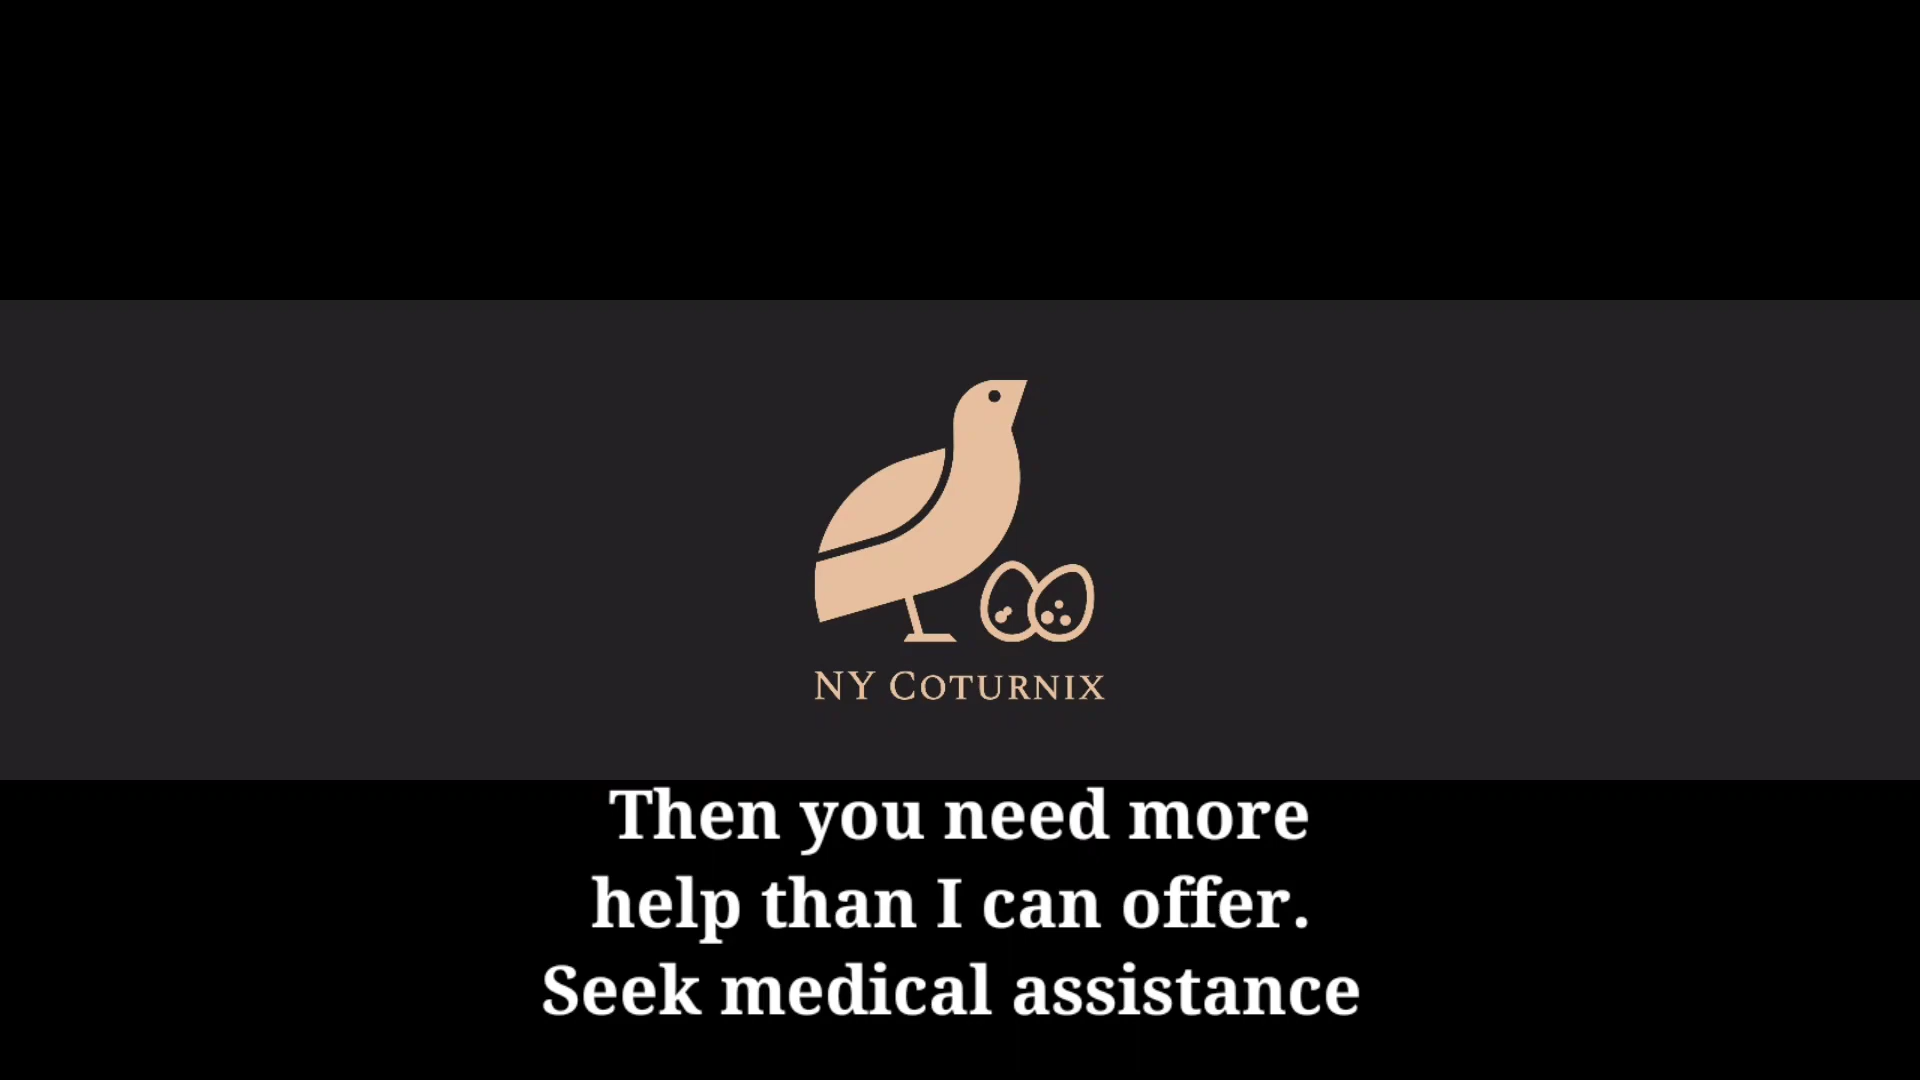 NY COTURNIX
Then you need more
help than I can offer.
Seek medical assistance